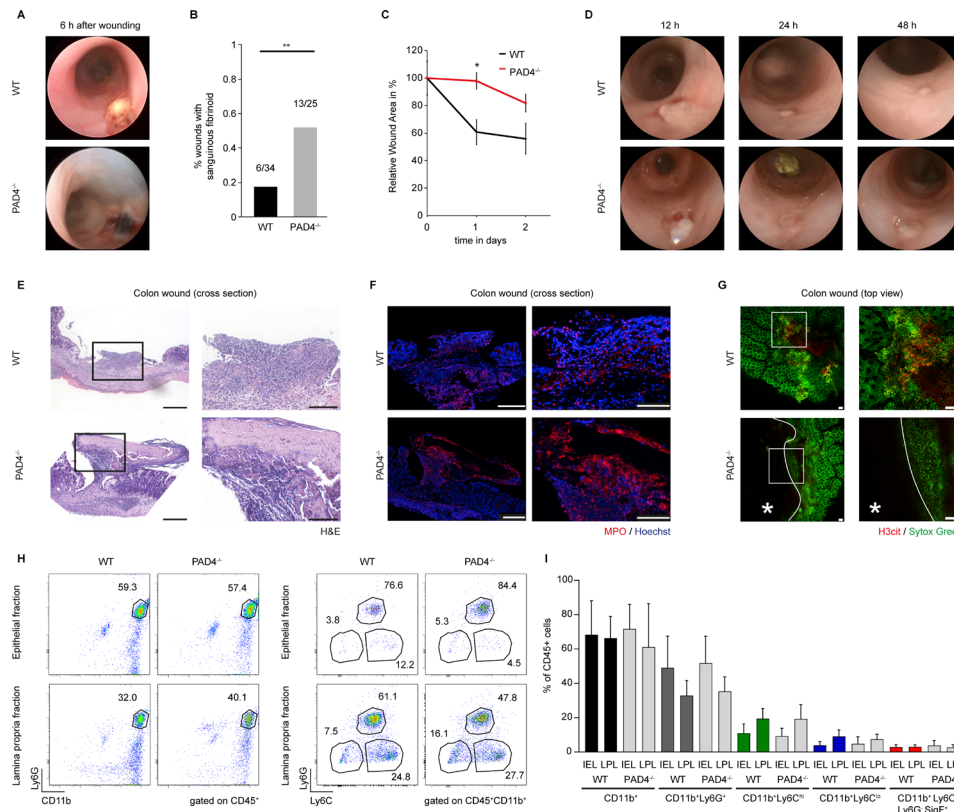 A
6 h after wounding
WT
PAD4-/-
B
% wounds with
sanguinous fibrinoid
1
0.8
0.6
0.4
0.2
0
**
6/34
13/25
WT
PAD4-/-
C
Relative Wound Area in %
140
120
100
80
60
40
20
0
*
WT
PAD4-/-
0
1
2
time in days
D
12 h
24 h
48 h
WT
PAD4-/-
E
Colon wound (cross section)
WT
PAD4-/-
H&E
F
Colon wound (cross section)
WT
PAD4-/-
MPO / Hoechst
G
Colon wound (top view)
WT
PAD4-/-
*
*
H3cit / Sytox Gree
H
WT
PAD4-/-
WT
PAD4-/-
Epithelial fraction
59.3
57.4
Epithelial fraction
76.6
3.8
12.2
84.4
5.3
4.5
Lamina propria fraction
32.0
40.1
Lamina propria fraction
61.1
7.5
24.8
47.8
16.1
27.7
Ly6G
CD11b
gated on CD45+
Ly6G
Ly6C
gated on CD45+CD11b+
I
% of CD45+ cells
100
80
60
40
20
0
IEL LPL IEL LPL IEL LPL IEL LPL IEL LPL IEL LPL IEL LPL IEL LPL IEL LPL IEL LPL
WT PAD4-/- WT PAD4-/- WT PAD4-/- WT PAD4-/- WT PAD4
CD11b+
CD11b+Ly6G+
CD11b+Ly6Chi
CD11b+Ly6Clo
CD11b+ Ly6C
Ly6G- SigF+